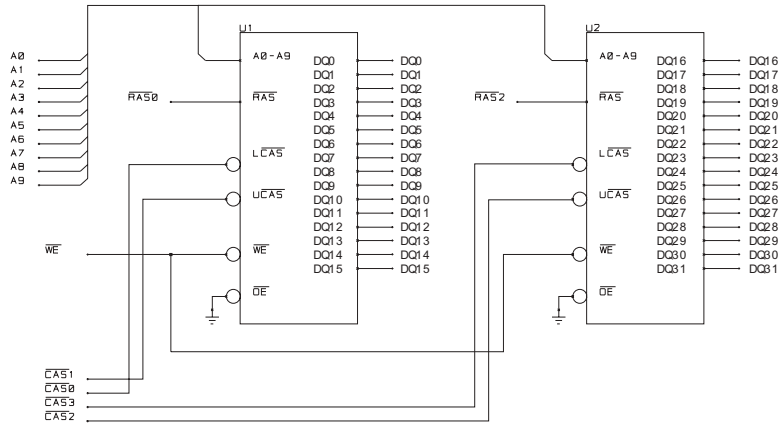 U1
U2
A0
A1
A2
A3
A4
A5
A6
A7
A8
A9
RAS0
WE
CAS1
CAS0
CAS3
CAS2
A0-A9
RAS
LCAS
UCAS
WE
OE
DQ0 DQ0
DQ1 DQ1
DQ2 DQ2
DQ3 DQ3
DQ4 DQ4
DQ5 DQ5
DQ6 DQ6
DQ7 DQ7
DQ8 DQ8
DQ9 DQ9
DQ10 DQ10
DQ11 DQ11
DQ12 DQ12
DQ13 DQ13
DQ14 DQ14
DQ15 DQ15
RAS2
A0-A9
RAS
LCAS
UCAS
WE
OE
DQ16 DQ16
DQ17 DQ17
DQ18 DQ18
DQ19 DQ19
DQ20 DQ20
DQ21 DQ21
DQ22 DQ22
DQ23 DQ23
DQ24 DQ24
DQ25 DQ25
DQ26 DQ26
DQ27 DQ27
DQ28 DQ28
DQ29 DQ29
DQ30 DQ30
DQ31 DQ31